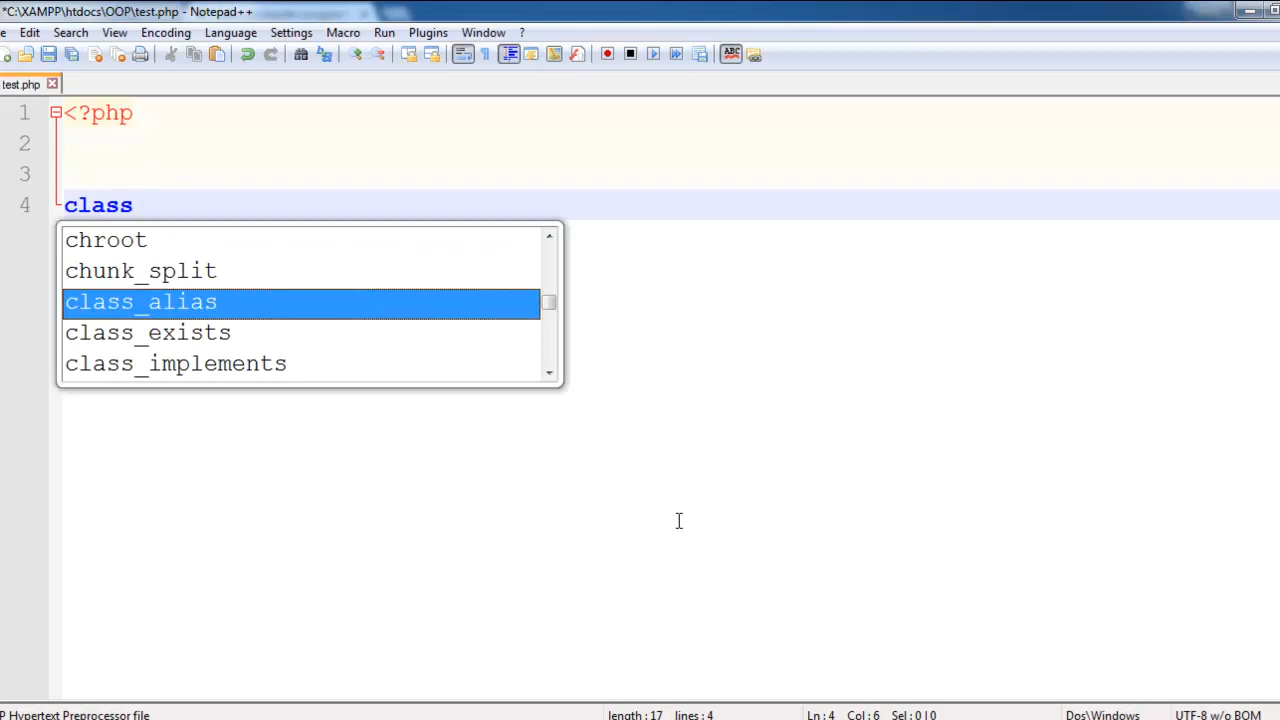 *C:\XAMPP\htdocs\OOP\test.php - Notepad++
Edit Search View Encoding Language Settings Macro Run Plugins Window ?
ABC
test.php
1 <?php
2
3
4 class
chroot
chunk_split
class_alias
class_exists
class_implements
P Hypertext Preprocessor file length : 17 lines : 4 Ln : 4 Col : 6 Sel : 0 | 0 Dos\Windows UTF-8 w/o BOM